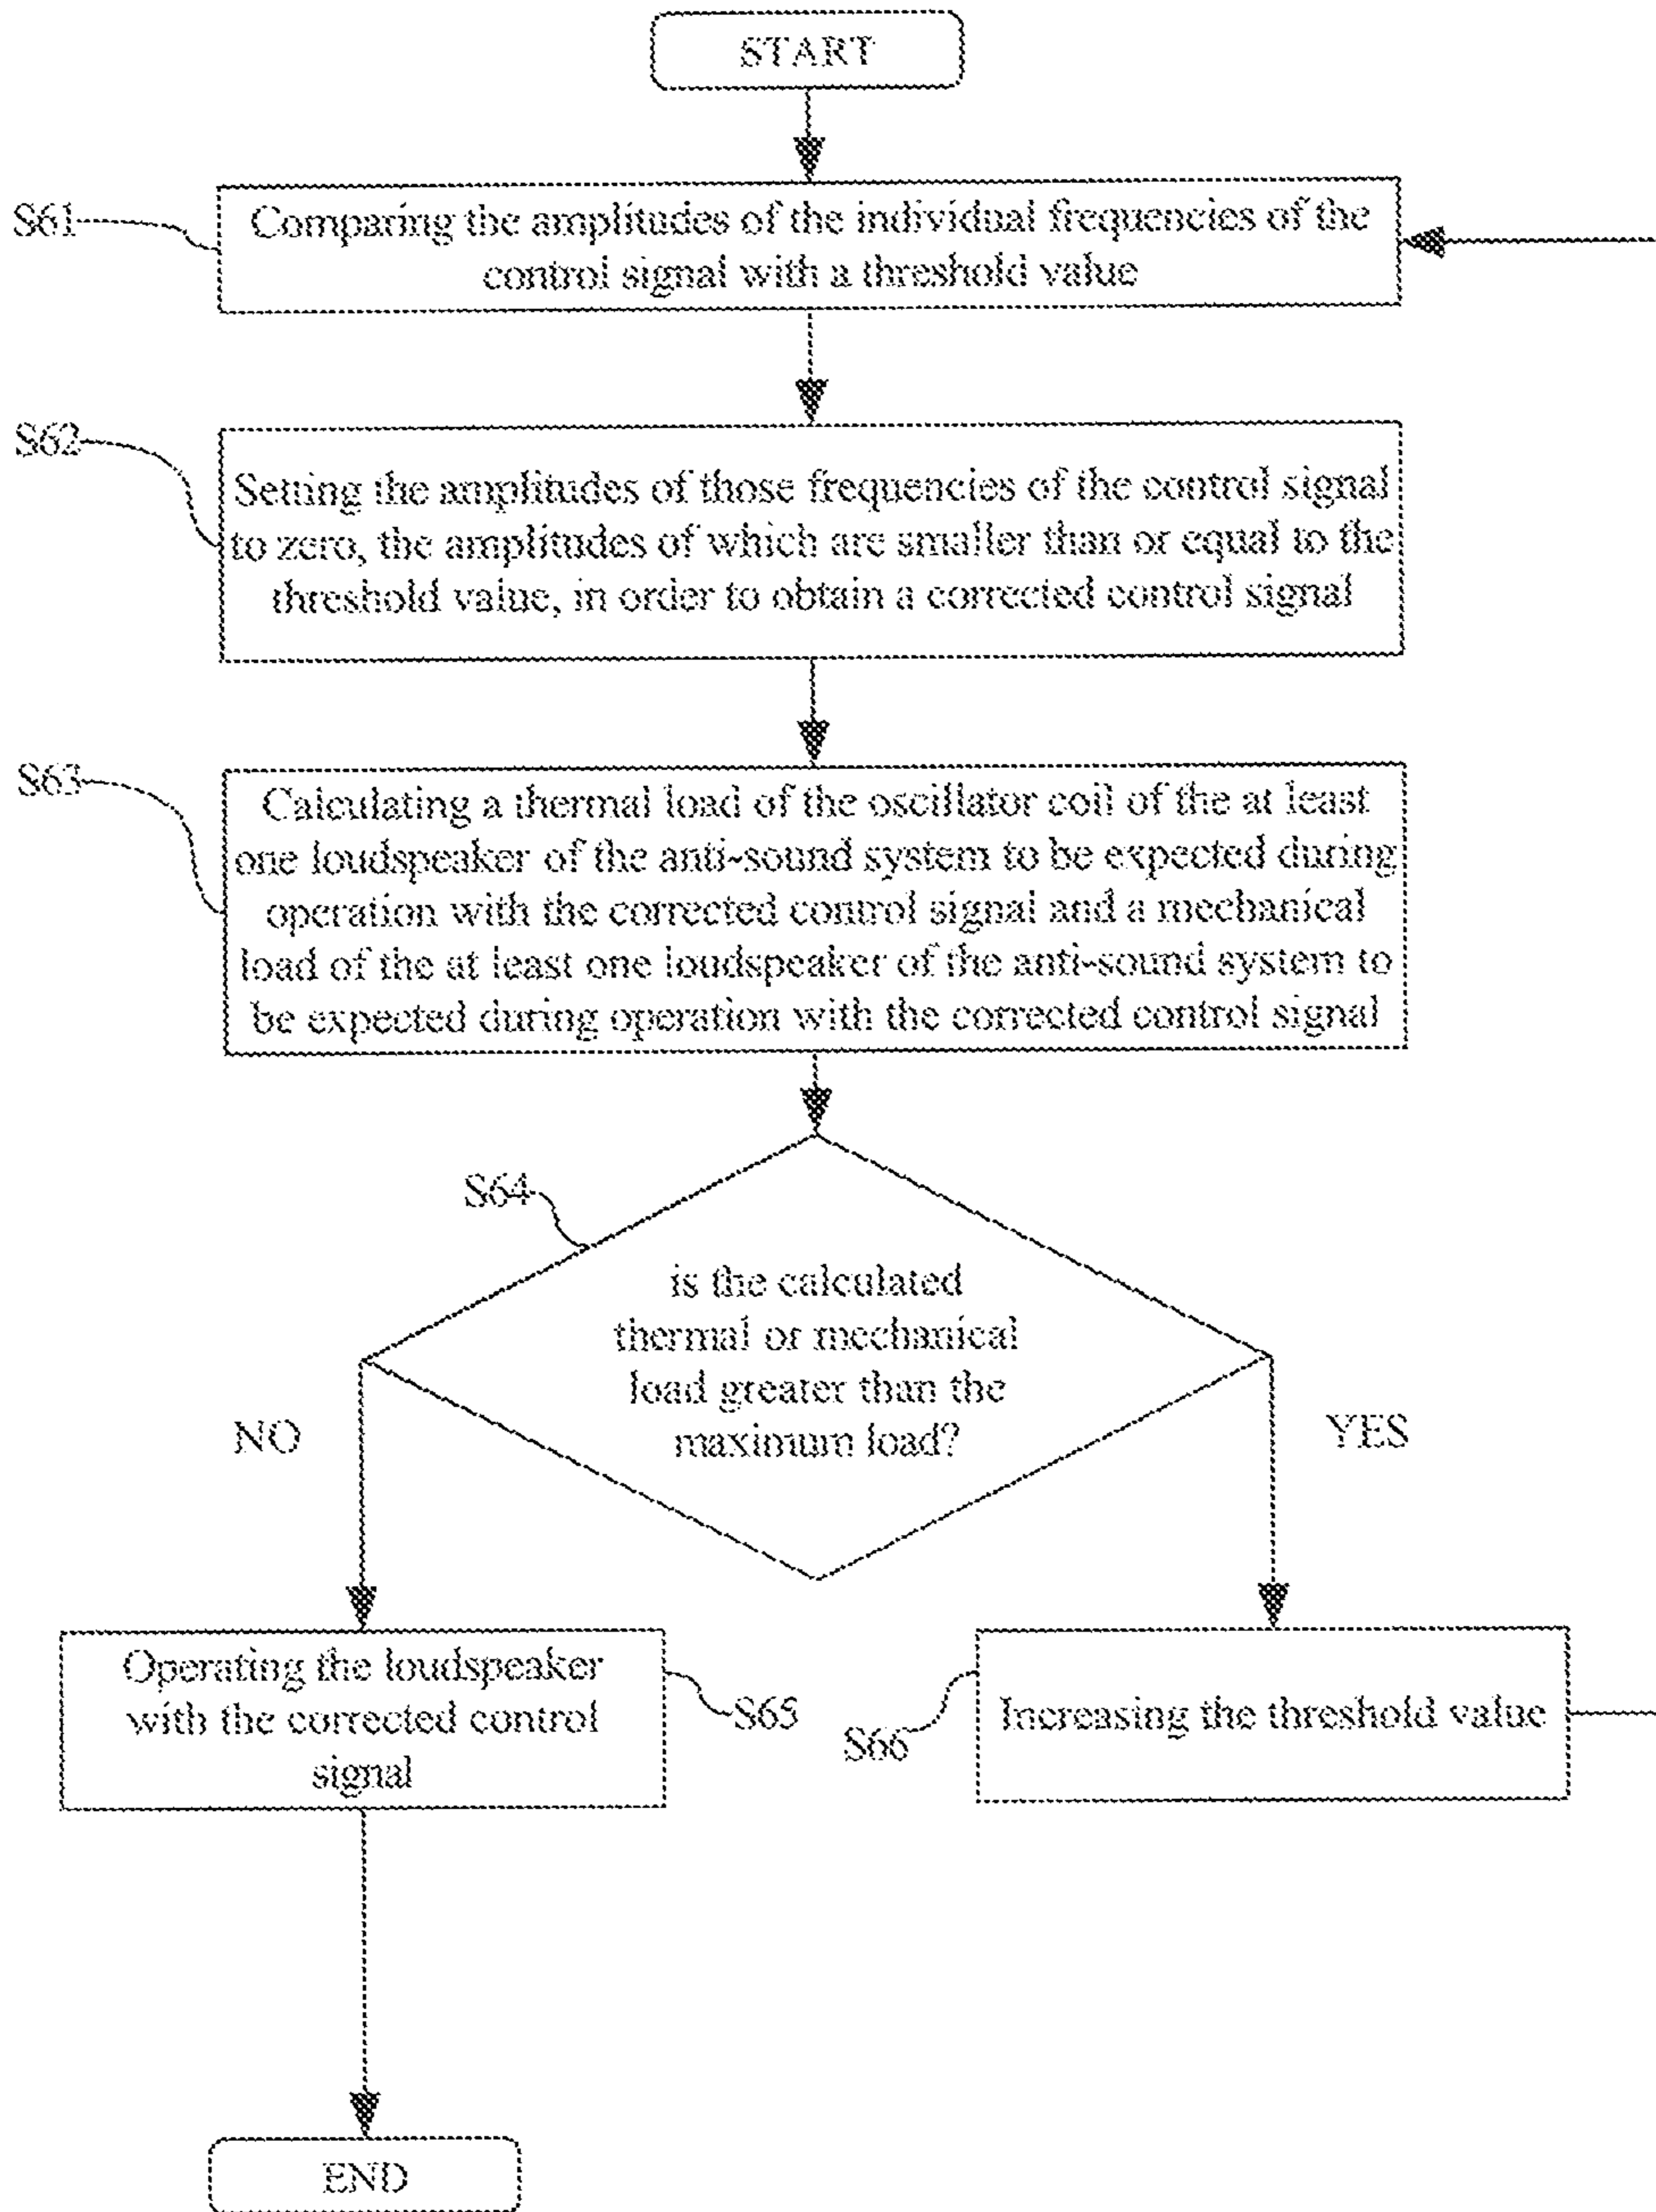 START
S61
Comparing the amplitudes of the individual frequencies of the
control signal with a threshold value
S62
Setting the amplitudes of those frequencies of the control signal
to zero, the amplitudes of which are smaller than or equal to the
threshold value, in order to obtain a corrected control signal
S63
Calculating a thermal load of the oscillator coil of the at least
one loudspeaker of the anti-sound system to be expected during
operation with the corrected control signal and a mechanical
load of the at least one loudspeaker of the anti-sound system to
be expected during operation with the corrected control signal
S64
is the calculated
thermal or mechanical
load greater than the
maximum load?
NO
YES
Operating the loudspeaker
with the corrected control
signal
S65
S66
Increasing the threshold value
END